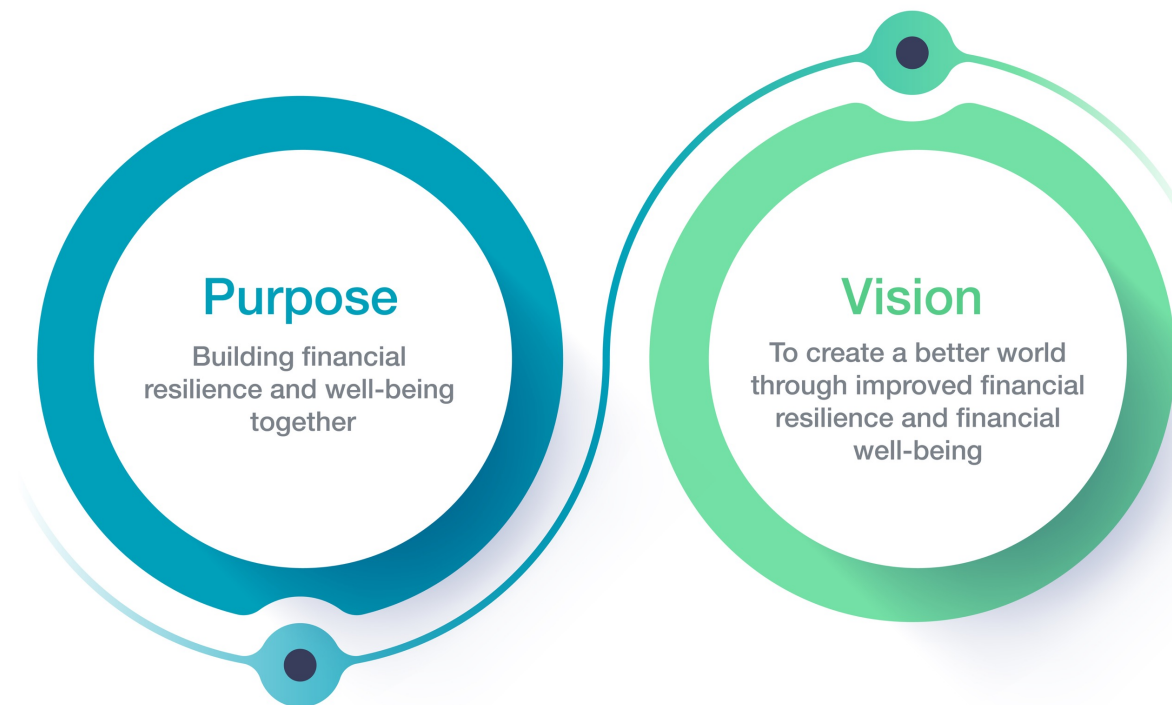 Purpose
Building financial
resilience and well-being
together
Vision
To create a better world
through improved financial
resilience and financial
well-being